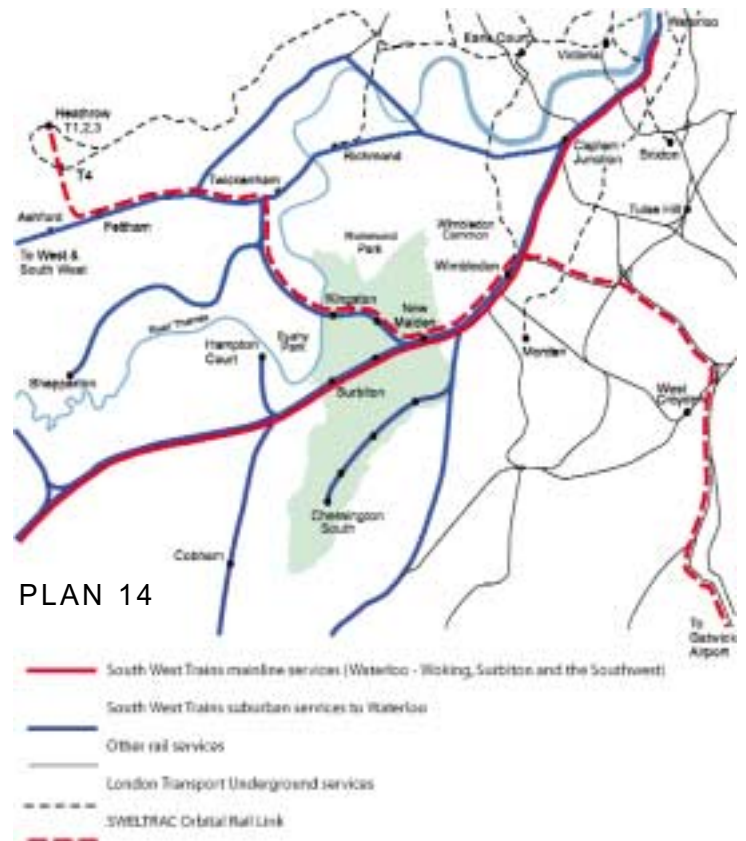 Waterloo
Earls Court
Victoria
Heathrow
T1,2,3
T4
Clapham
Junction
Brixton
Richmond
Twickenham
Tulse Hill
Ashford
Feltham
To West &
South West
Richmond
Park
Wimbledon
Common
Wimbledon
Kingston
New
Malden
River Thames
Hampton
Court
Bushy
Park
Morden
Shepperton
Surbiton
West
Croydon
Chessington
South
Cobham
PLAN 14
To
Gatwick
Airport
South West Trains mainline services (Waterloo - Woking, Surbiton and the Southwest)
South West Trains suburban services to Waterloo
Other rail services
London Transport Underground services
SWELTRAC Orbital Rail Link